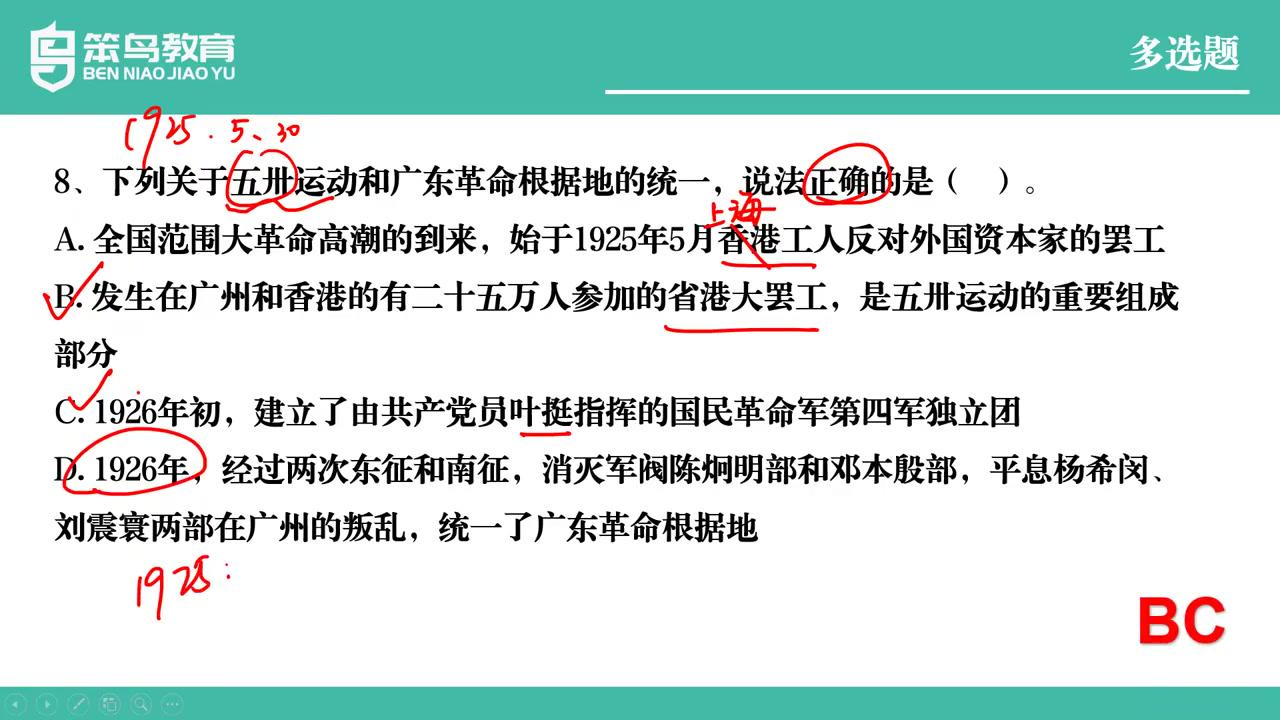 笨鸟教育
BEN NIAO JIAO YU
多选题
1925.5、30
8、下列关于五卅运动和广东革命根据地的统一，说法正确的是（ ）。
上海
A. 全国范围大革命高潮的到来，始于1925年5月香港工人反对外国资本家的罢工
B. 发生在广州和香港的有二十五万人参加的省港大罢工，是五卅运动的重要组成
部分
C. 1926年初，建立了由共产党员叶挺指挥的国民革命军第四军独立团
D. 1926年，经过两次东征和南征，消灭军阀陈炯明部和邓本殷部，平息杨希闵、
刘震寰两部在广州的叛乱，统一了广东革命根据地
1925:
BC